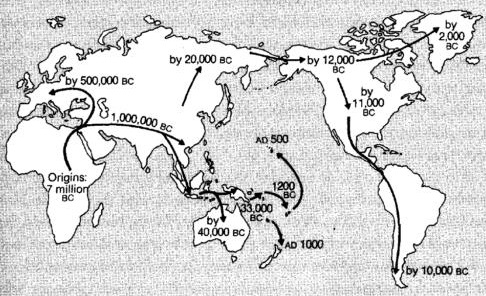 by
2,000
BC
by 20,000 BC
by 12,000
BC
by 500,000 BC
by
11,000
BC
1,000,000 BC
AD 500
Origins:
7 million
BC
1200
BC
33,000
BC
by
40,000 BC
AD 1000
by 10,000 BC